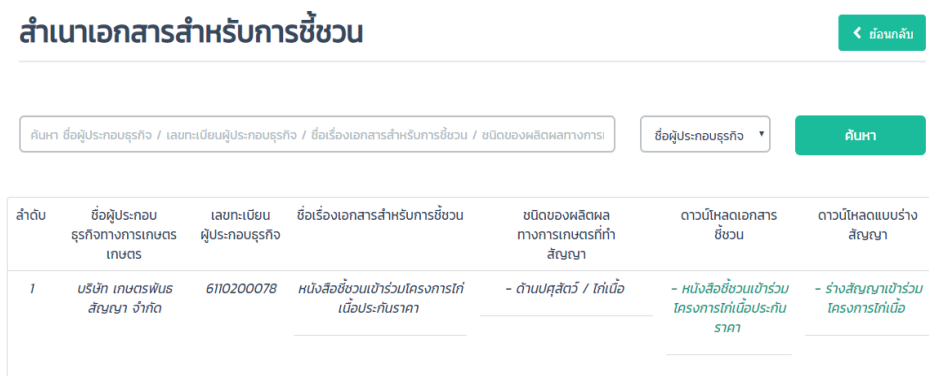 สำเนาเอกสารสำหรับการชี้ชวน
ย้อนกลับ
ค้นหา ชื่อผู้ประกอบธุรกิจ / เลขทะเบียนผู้ประกอบธุรกิจ / ชื่อเรื่องเอกสารสำหรับการชี้ชวน / ชนิดของผลิตผลทางการเ
ชื่อผู้ประกอบธุรกิจ
ค้นหา
ลำดับ
ชื่อผู้ประกอบ
ธุรกิจทางการเกษตร
เกษตร
เลขทะเบียน
ผู้ประกอบธุรกิจ
ชื่อเรื่องเอกสารสำหรับการชี้ชวน
ชนิดของผลิตผล
ทางการเกษตรที่ทำ
สัญญา
ดาวน์โหลดเอกสาร
ชี้ชวน
ดาวน์โหลดแบบร่าง
สัญญา
1
บริษัท เกษตรพันธ
สัญญา จำกัด
6110200078
หนังสือชี้ชวนเข้าร่วมโครงการไก่
เนื้อประกันราคา
- ด้านปศุสัตว์ / ไก่เนื้อ
- หนังสือชี้ชวนเข้าร่วม
โครงการไก่เนื้อประกัน
ราคา
- ร่างสัญญาเข้าร่วม
โครงการไก่เนื้อ